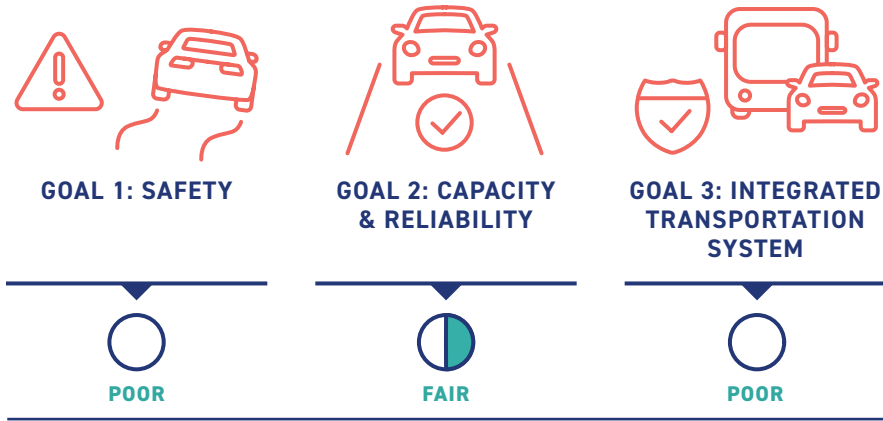 GOAL 1: SAFETY
GOAL 2: CAPACITY
& RELIABILITY
GOAL 3: INTEGRATED
TRANSPORTATION
SYSTEM
POOR
FAIR
POOR